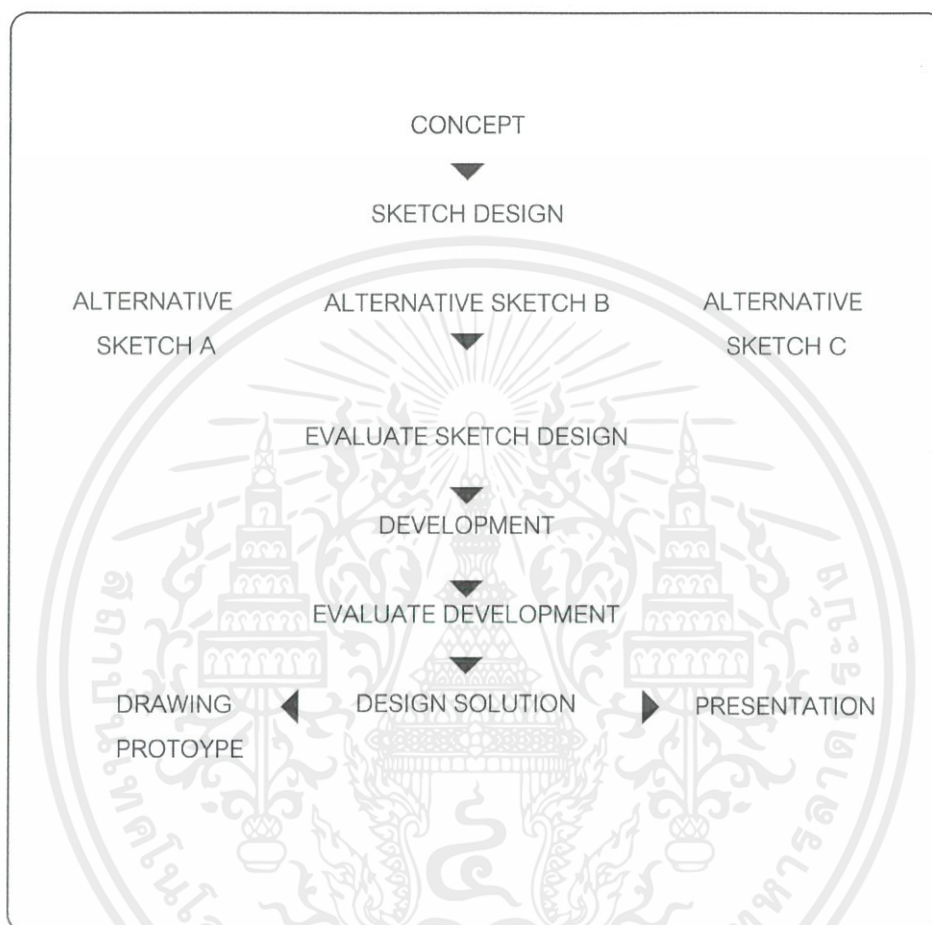 CONCEPT
SKETCH DESIGN
ALTERNATIVE
SKETCH A
ALTERNATIVE SKETCH B
ALTERNATIVE
SKETCH C
EVALUATE SKETCH DESIGN
DEVELOPMENT
EVALUATE DEVELOPMENT
DRAWING
PROTOYPE
DESIGN SOLUTION
PRESENTATION